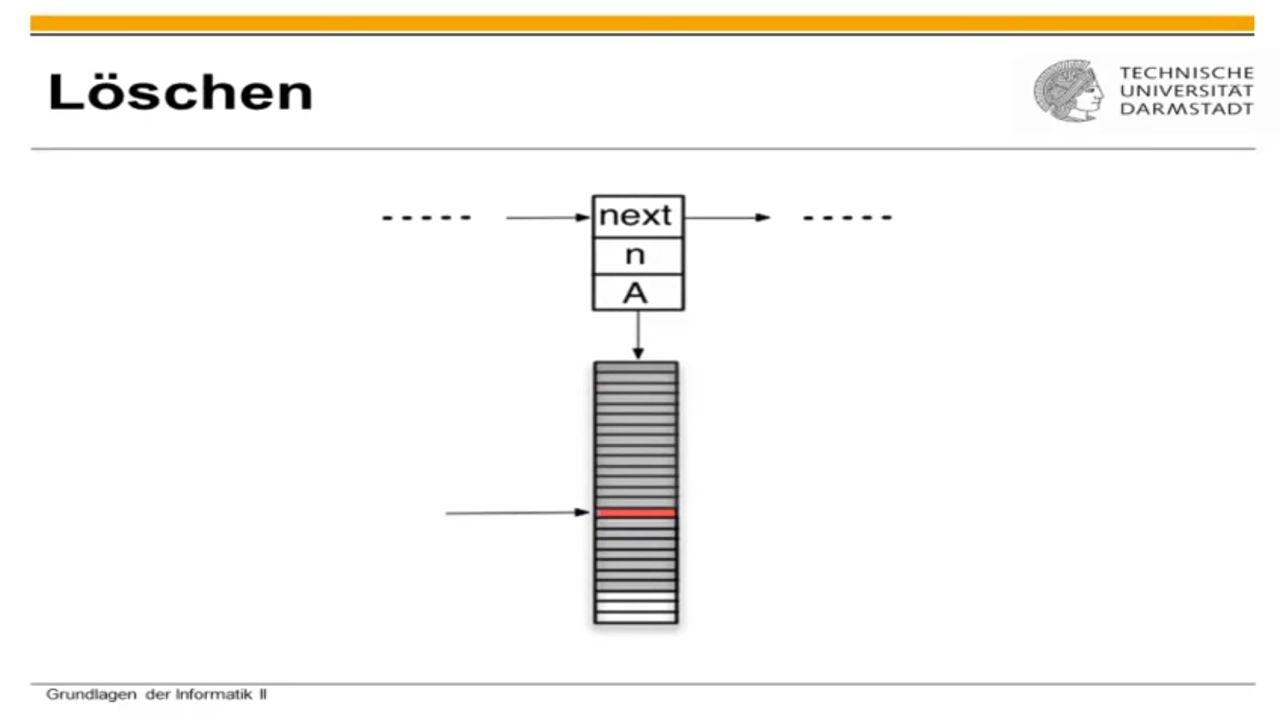 Löschen
TECHNISCHE
UNIVERSITÄT
DARMSTADT
next
n
A
Grundlagen der Informatik II